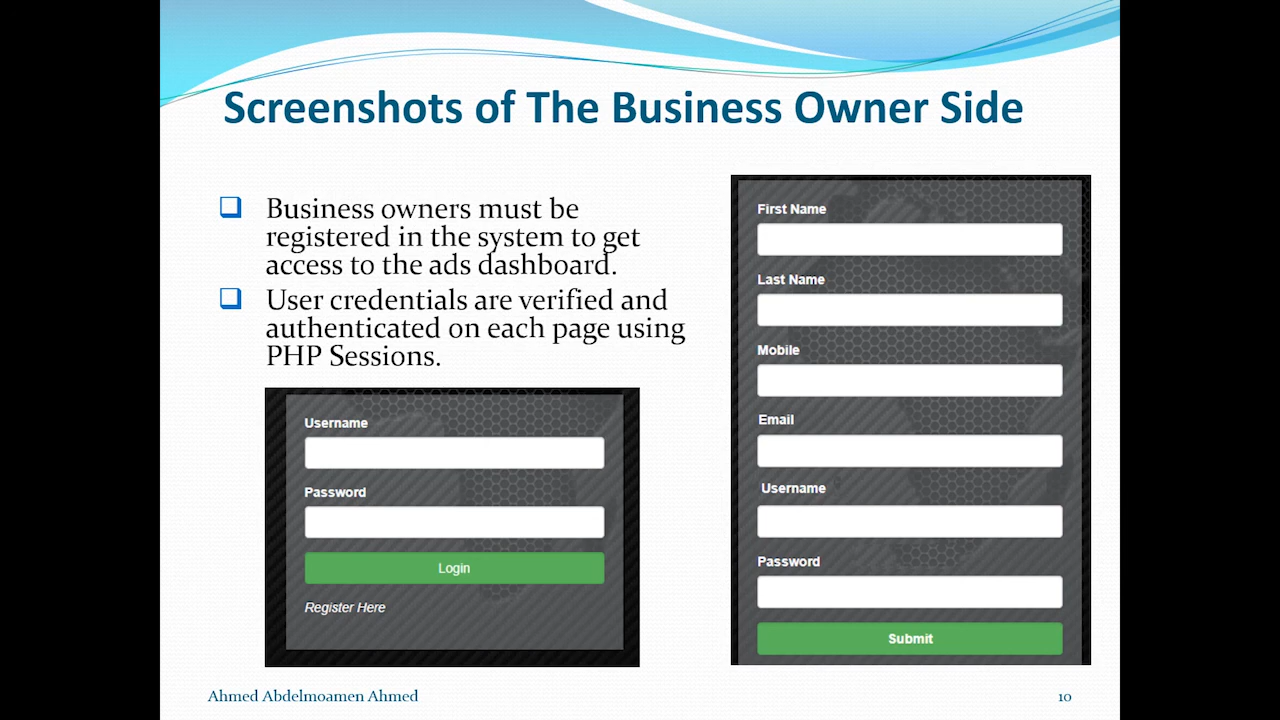 Screenshots of The Business Owner Side
Business owners must be
registered in the system to get
access to the ads dashboard.
User credentials are verified and
authenticated on each page using
PHP Sessions.
Username
Password
Login
Register Here
First Name
Last Name
Mobile
Email
Username
Password
Submit
Ahmed Abdelmoamen Ahmed
10